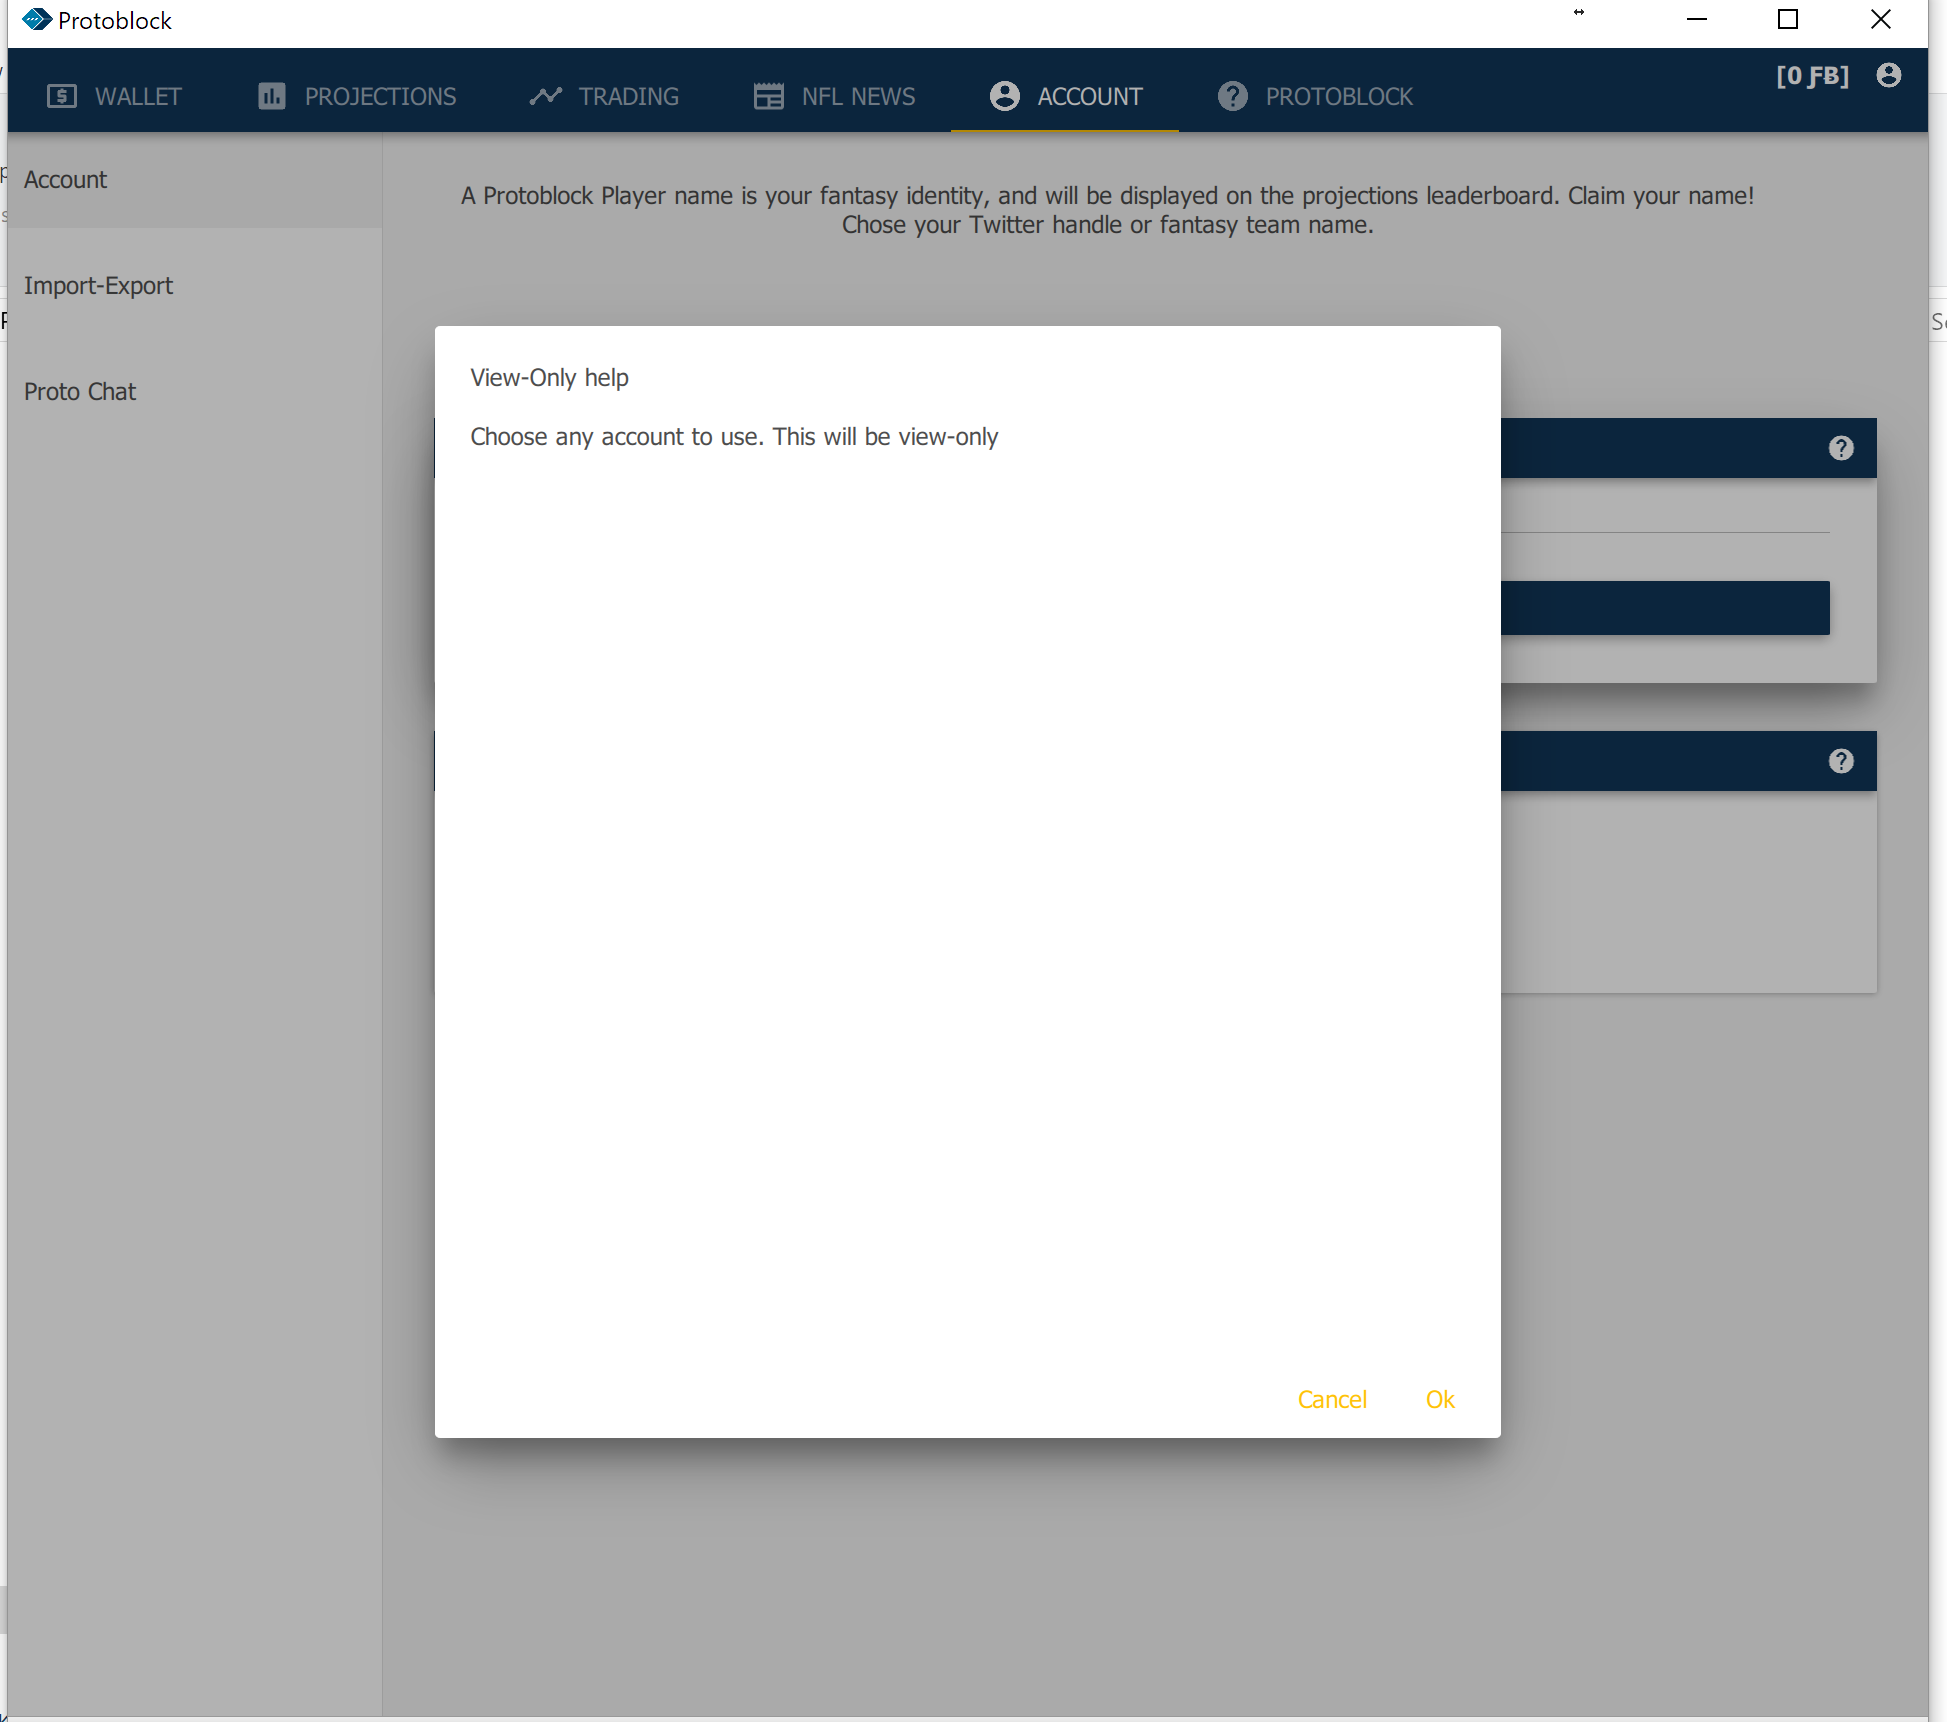 Protoblock
WALLET
PROJECTIONS
TRADING
NFL NEWS
ACCOUNT
PROTOBLOCK
[0 ƑɃ]
Account
Import-Export
Proto Chat
A Protoblock Player name is your fantasy identity, and will be displayed on the projections leaderboard. Claim your name!
Chose your Twitter handle or fantasy team name.
View-Only help
Choose any account to use. This will be view-only
Cancel
Ok